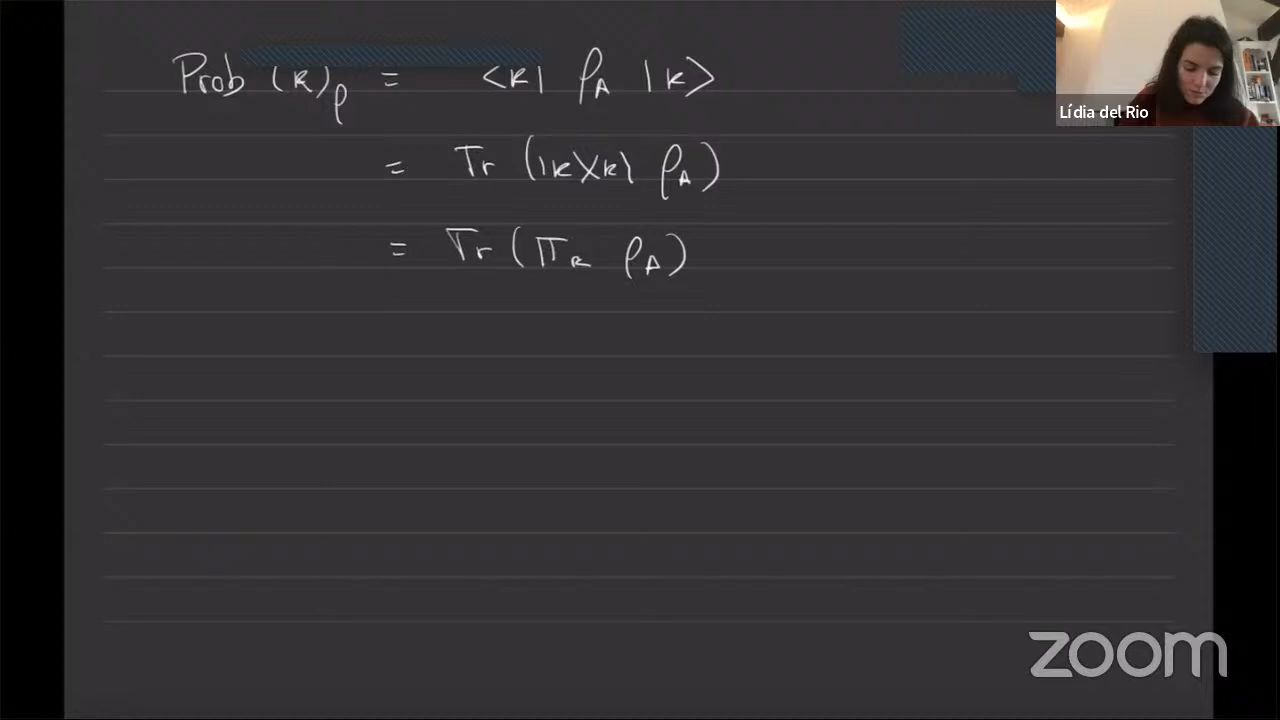 Prob (k)ρ = <k| ρA |k>
= Tr (|k><k| ρA)
= Tr (Πk ρA)
Lídia del Rio
zoom